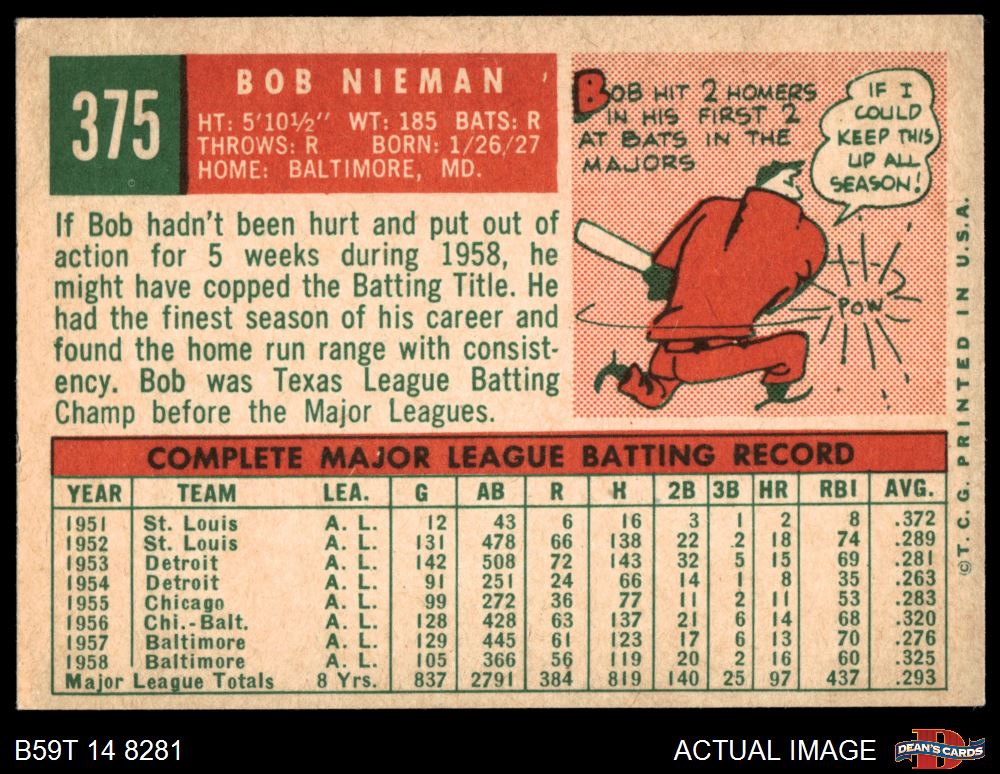 375
BOB NIEMAN
HT: 5'10½" WT: 185 BATS: R
THROWS: R BORN: 1/26/27
HOME: BALTIMORE, MD.
BOB HIT 2 HOMERS
IN HIS FIRST 2
AT BATS IN THE
MAJORS
IF I
COULD
KEEP THIS
UP ALL
SEASON!
POW
If Bob hadn't been hurt and put out of
action for 5 weeks during 1958, he
might have copped the Batting Title. He
had the finest season of his career and
found the home run range with consist-
ency. Bob was Texas League Batting
Champ before the Major Leagues.
COMPLETE MAJOR LEAGUE BATTING RECORD
YEAR TEAM LEA. G AB R H 2B 3B HR RBI AVG.
1951 St. Louis A. L. 12 43 6 16 3 1 2 8 .372
1952 St. Louis A. L. 131 478 66 138 22 2 18 74 .289
1953 Detroit A. L. 142 508 72 143 32 5 15 69 .281
1954 Detroit A. L. 91 251 24 66 14 1 8 35 .263
1955 Chicago A. L. 99 272 36 77 11 2 11 53 .283
1956 Chi.-Balt. A. L. 128 428 63 137 21 6 14 68 .320
1957 Baltimore A. L. 129 445 61 123 17 6 13 70 .276
1958 Baltimore A. L. 105 366 56 119 20 2 16 60 .325
Major League Totals 8 Yrs. 837 2791 384 819 140 25 97 437 .293
©T. C. G. PRINTED IN U.S.A.
B59T 14 8281
ACTUAL IMAGE
DEAN'S CARDS